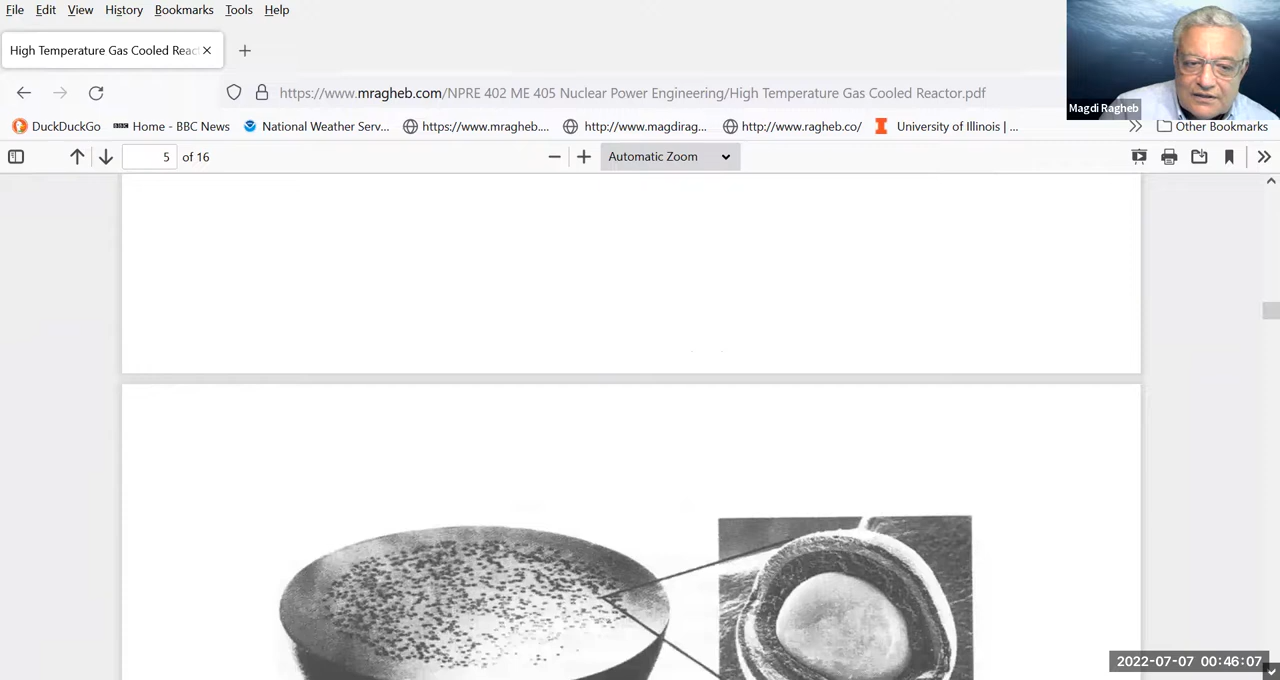 File Edit View History Bookmarks Tools Help
High Temperature Gas Cooled Reac
https://www.mragheb.com/NPRE 402 ME 405 Nuclear Power Engineering/High Temperature Gas Cooled Reactor.pdf
Magdi Ragheb
DuckDuckGo BBC Home - BBC News National Weather Serv... https://www.mragheb.... http://www.magdirag... http://www.ragheb.co/ University of Illinois | ... Other Bookmarks
5 of 16 Automatic Zoom
2022-07-07 00:46:07